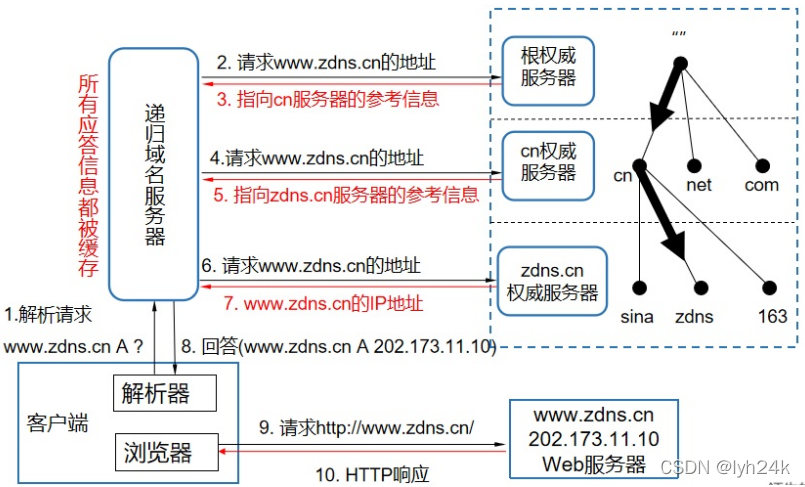 所有应答信息都被缓存
递归域名服务器
2. 请求www.zdns.cn的地址
3. 指向cn服务器的参考信息
根权威
服务器
“”
4.请求www.zdns.cn的地址
5. 指向zdns.cn服务器的参考信息
cn权威
服务器
cn
net
com
6. 请求www.zdns.cn的地址
7. www.zdns.cn的IP地址
zdns.cn
权威服务器
sina
zdns
163
1.解析请求
www.zdns.cn A ?
8. 回答(www.zdns.cn A 202.173.11.10)
客户端
解析器
浏览器
9. 请求http://www.zdns.cn/
10. HTTP响应
www.zdns.cn
202.173.11.10
Web服务器
CSDN @lyh24k